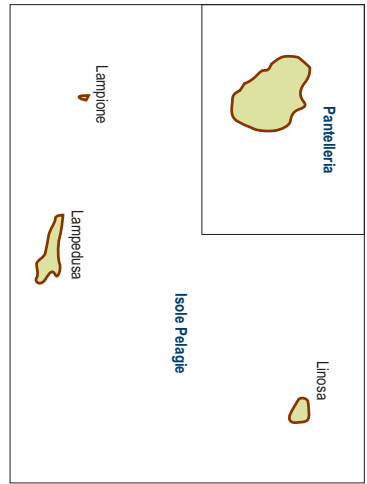 Pantelleria
Linosa
Isole Pelagie
Lampione
Lampedusa